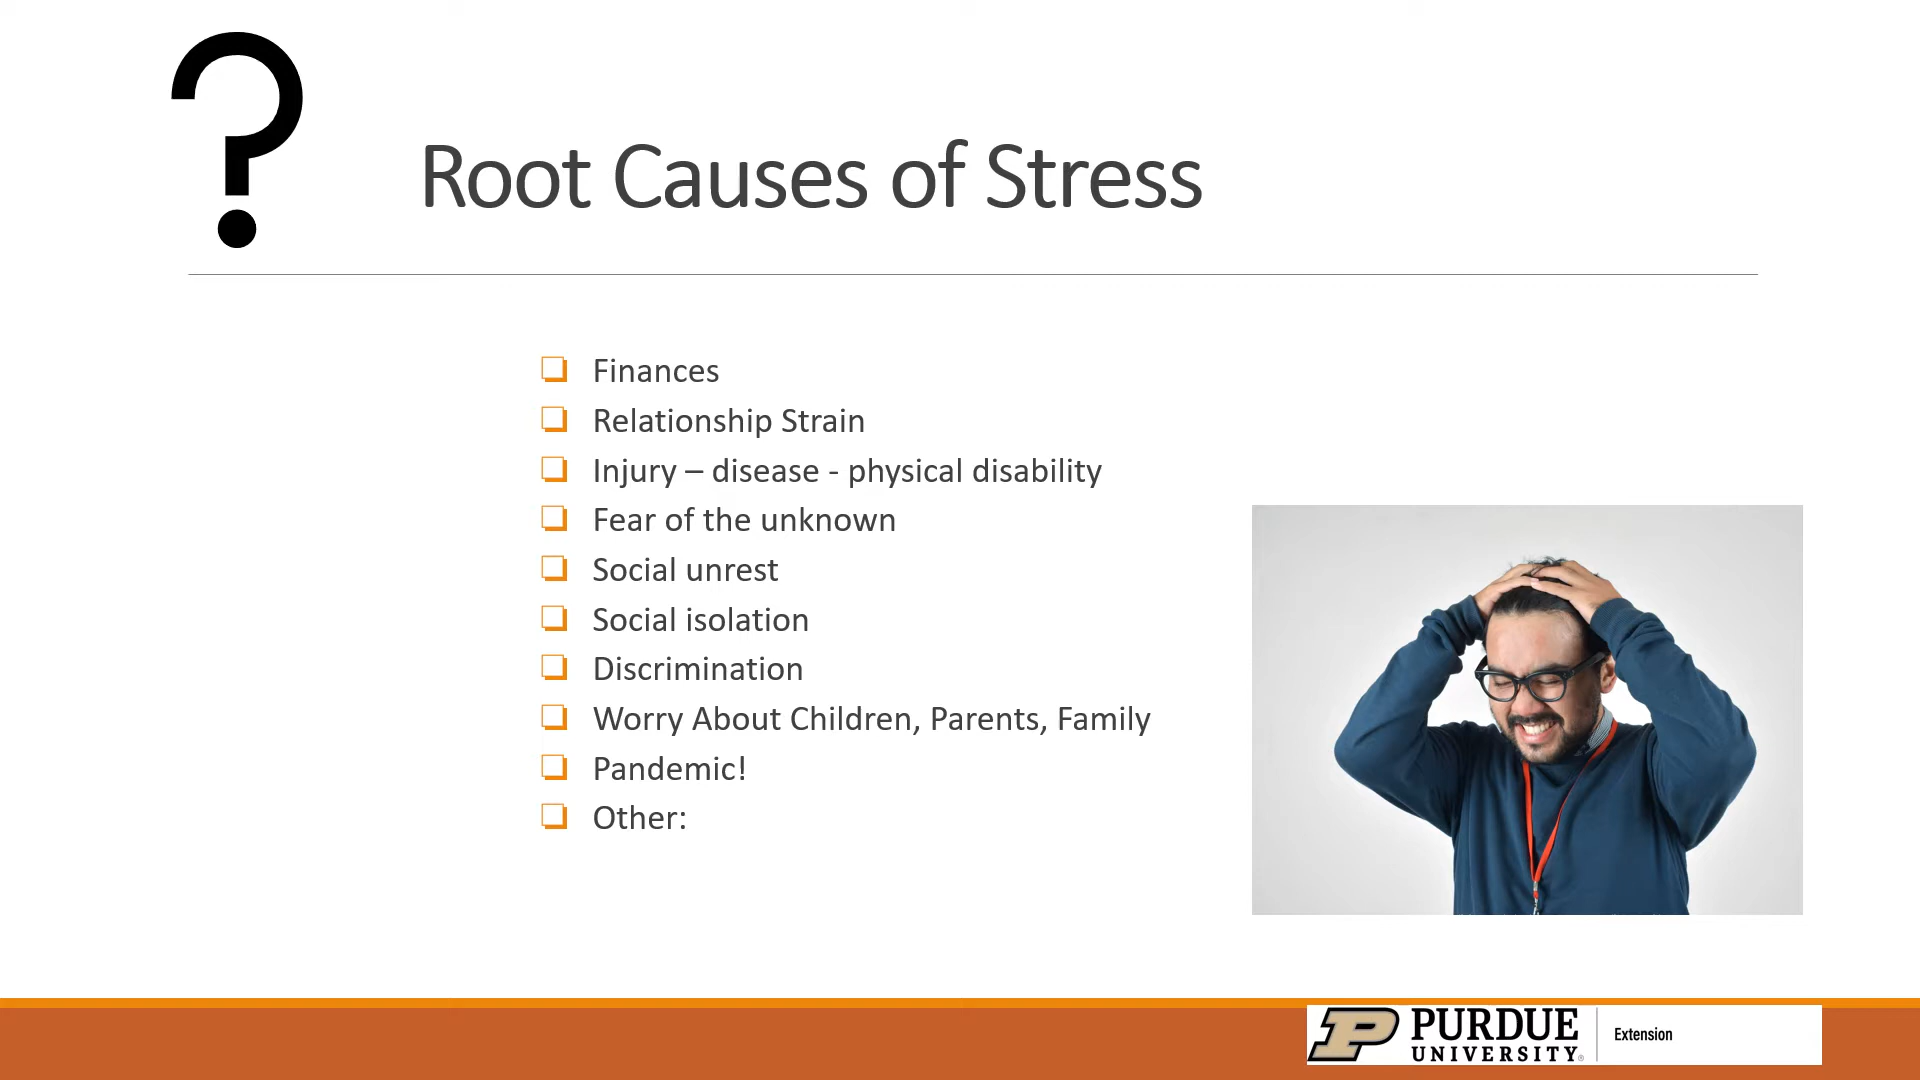 ?
Root Causes of Stress
❏ Finances
❏ Relationship Strain
❏ Injury – disease - physical disability
❏ Fear of the unknown
❏ Social unrest
❏ Social isolation
❏ Discrimination
❏ Worry About Children, Parents, Family
❏ Pandemic!
❏ Other:
P PURDUE UNIVERSITY® Extension